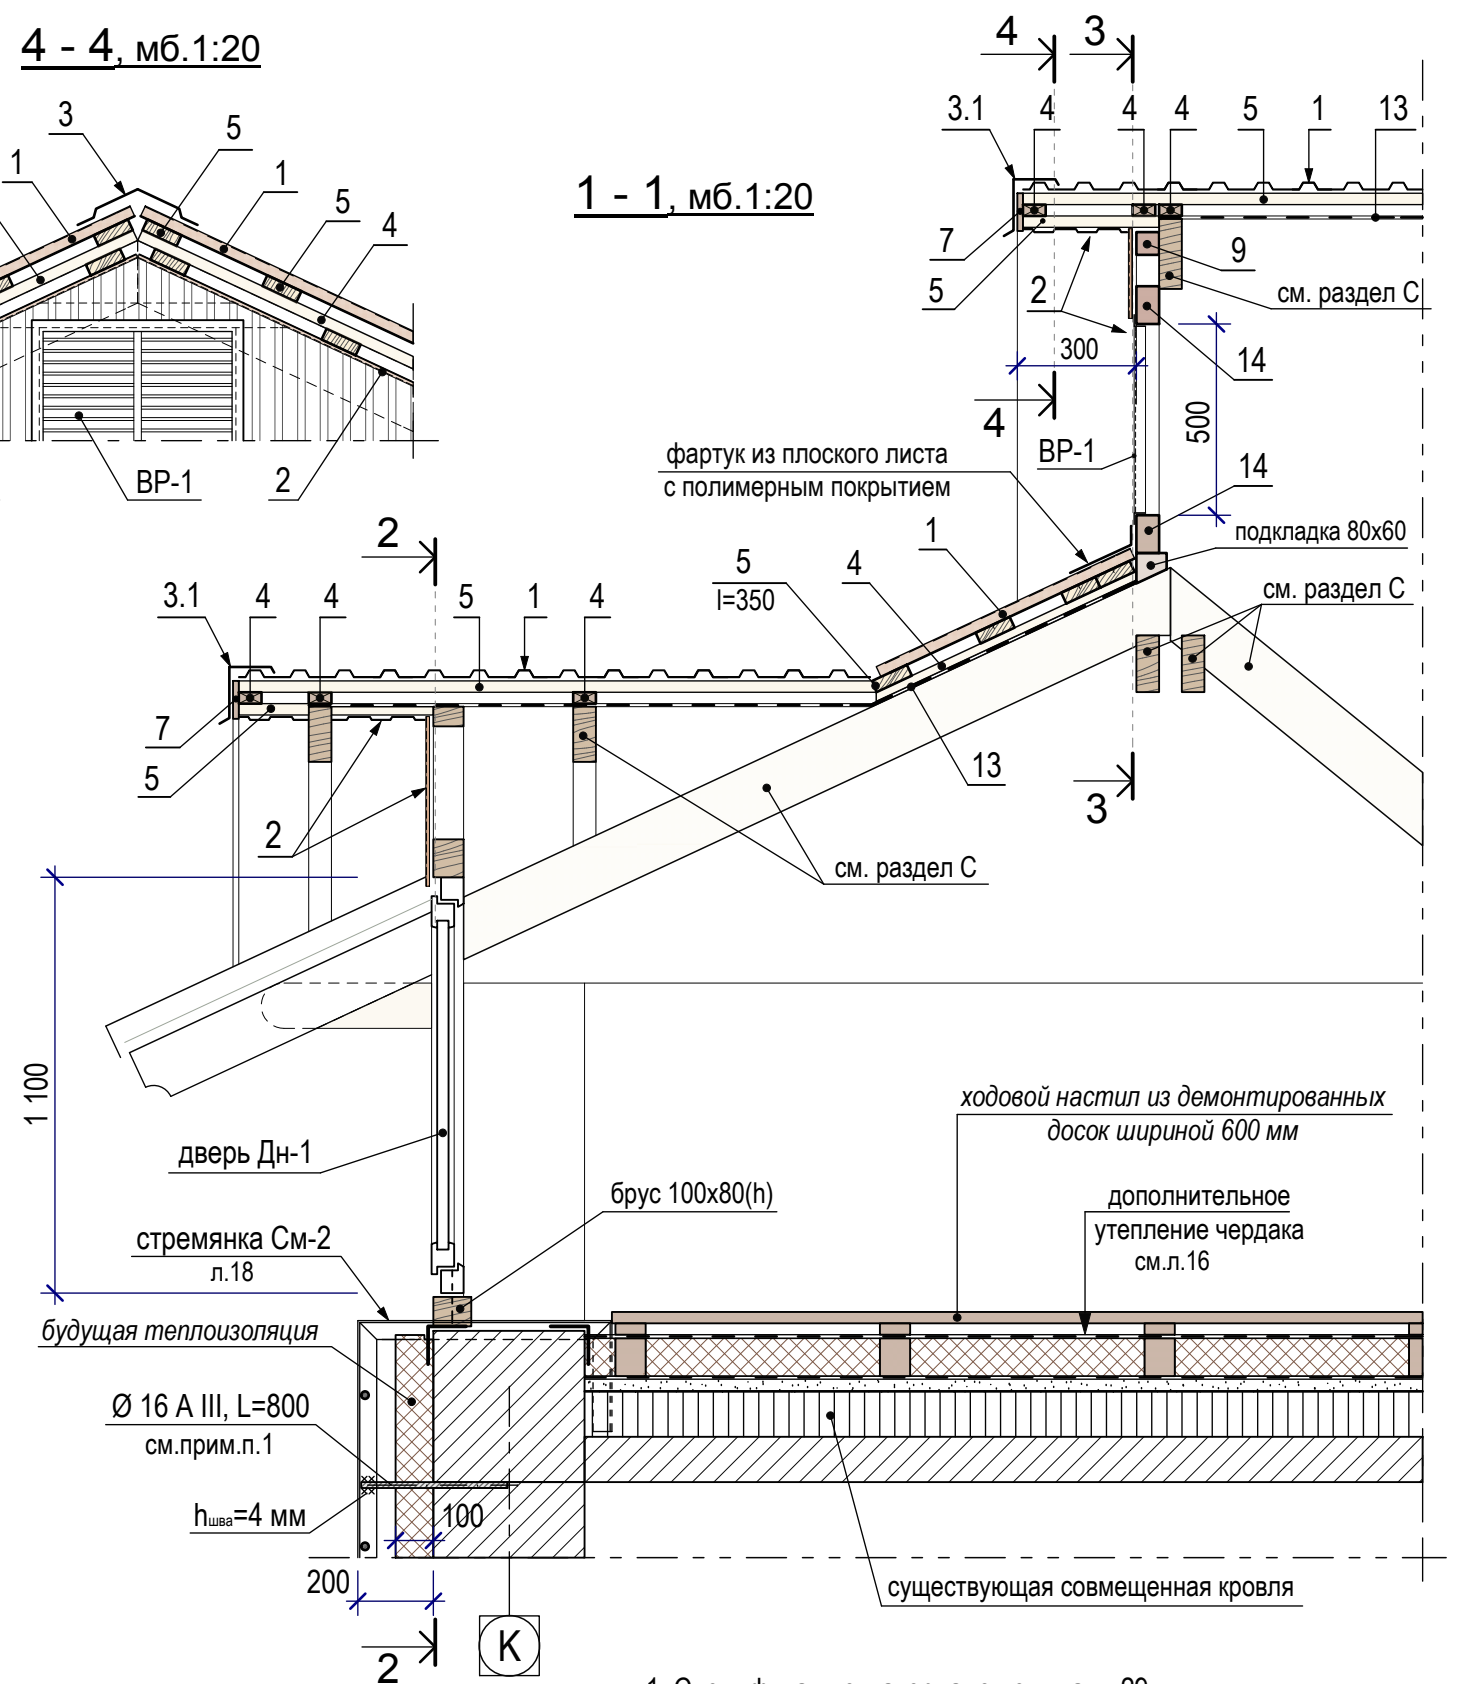 4 - 4, мб.1:20
3
5
1
1
5
4
ВР-1
2
1 - 1, мб.1:20
4
3
3.1
4
4
4
5
1
13
7
5
2
9
см. раздел С
300
14
4
500
ВР-1
14
фартук из плоского листа
с полимерным покрытием
подкладка 80х60
1
5
l=350
4
см. раздел С
2
3.1
4
4
5
1
4
7
5
2
13
3
см. раздел С
1 100
ходовой настил из демонтированных
досок шириной 600 мм
дверь Дн-1
брус 100х80(h)
дополнительное
утепление чердака
см.л.16
стремянка См-2
л.18
будущая теплоизоляция
Ø 16 А III, L=800
см.прим.п.1
hшва=4 мм
100
200
существующая совмещенная кровля
2
К